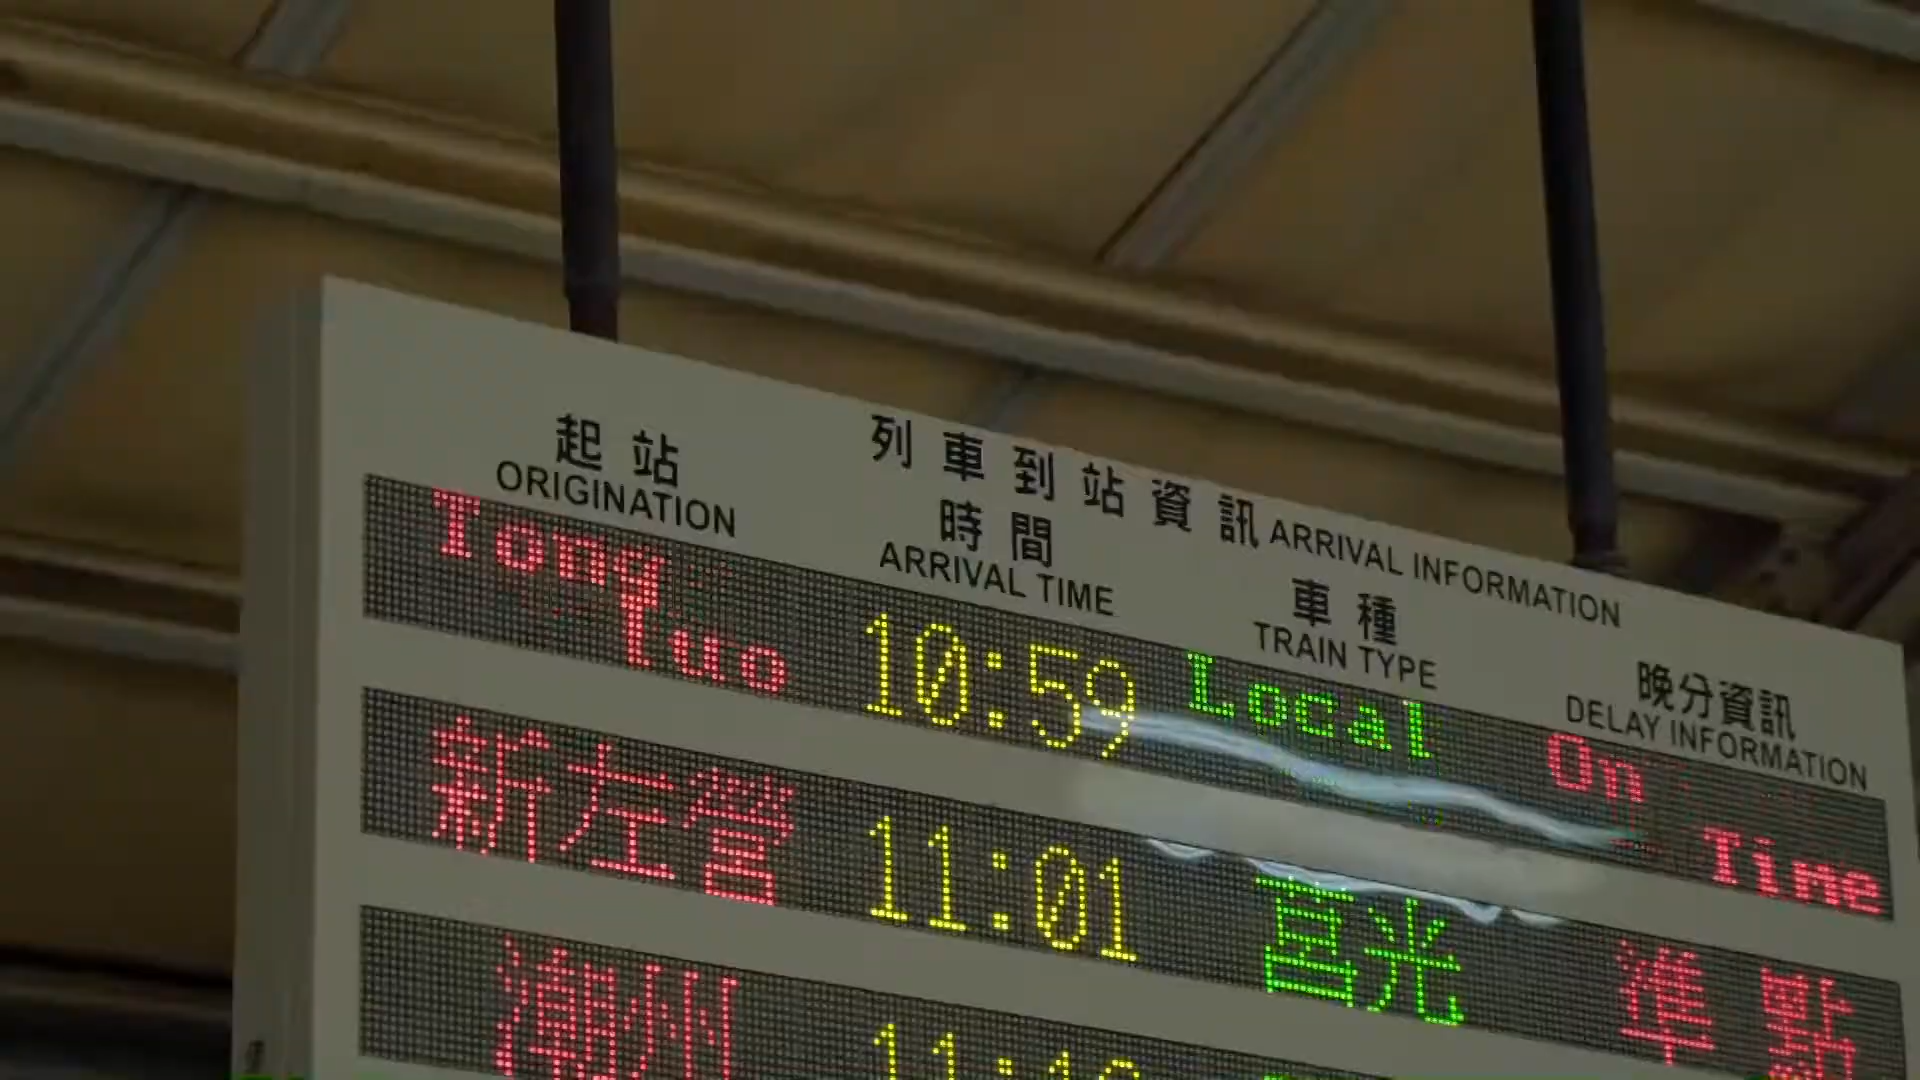 列車到站資訊 ARRIVAL INFORMATION
起站 時間 車種 晚分資訊
ORIGINATION ARRIVAL TIME TRAIN TYPE DELAY INFORMATION
Tong Yuo 10:59 Local On Time
新左營 11:01 莒光 準點
潮州